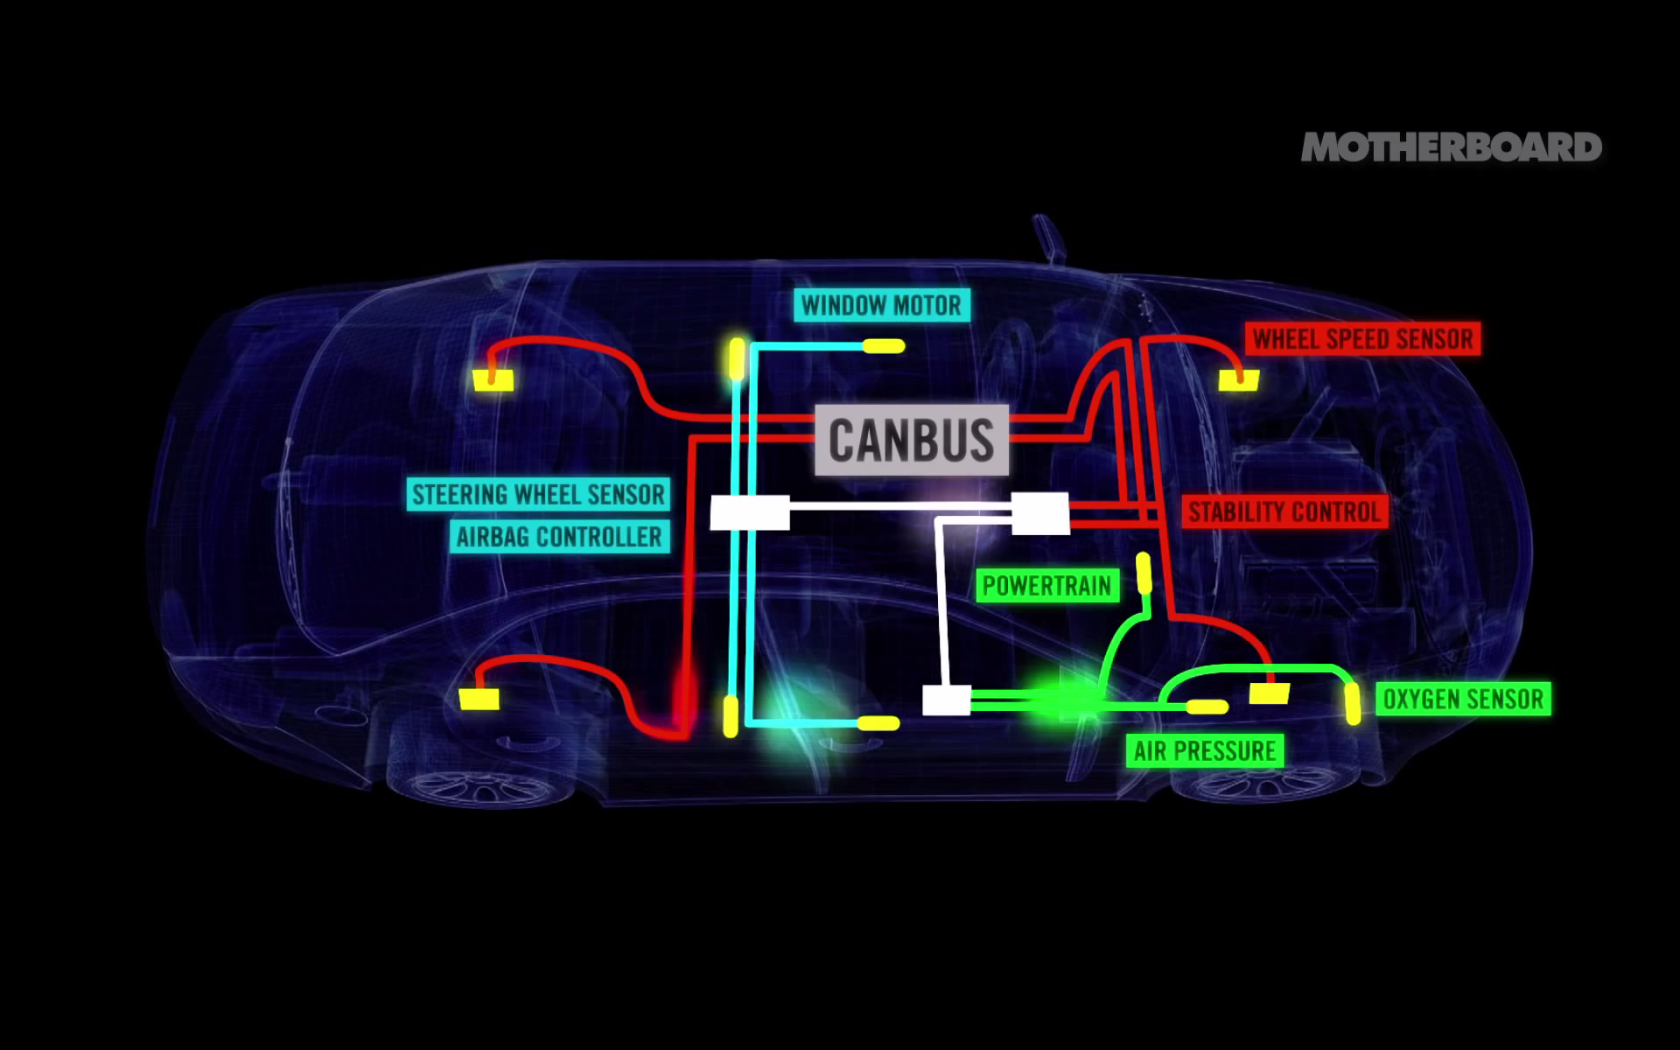 MOTHERBOARD
WINDOW MOTOR
WHEEL SPEED SENSOR
CANBUS
STEERING WHEEL SENSOR
AIRBAG CONTROLLER
STABILITY CONTROL
POWERTRAIN
OXYGEN SENSOR
AIR PRESSURE